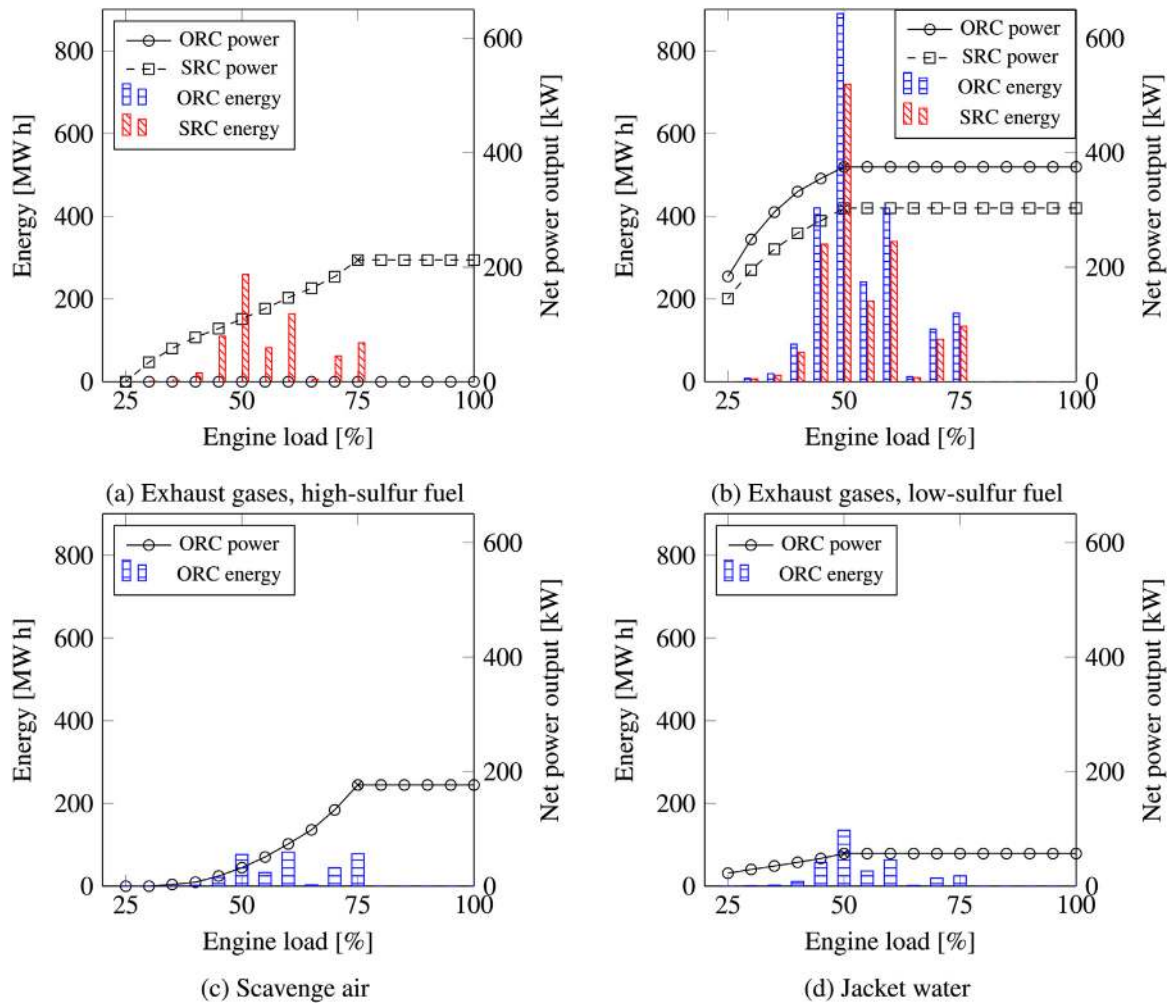 ORC power
SRC power
ORC energy
SRC energy
Energy [MW h]
Net power output [kW]
0
200
400
600
800
0
200
400
600
25
50
75
100
Engine load [%]
(a) Exhaust gases, high-sulfur fuel
ORC power
SRC power
ORC energy
SRC energy
Energy [MW h]
Net power output [kW]
0
200
400
600
800
0
200
400
600
25
50
75
100
Engine load [%]
(b) Exhaust gases, low-sulfur fuel
ORC power
ORC energy
Energy [MW h]
Net power output [kW]
0
200
400
600
800
0
200
400
600
25
50
75
100
Engine load [%]
(c) Scavenge air
ORC power
ORC energy
Energy [MW h]
Net power output [kW]
0
200
400
600
800
0
200
400
600
25
50
75
100
Engine load [%]
(d) Jacket water